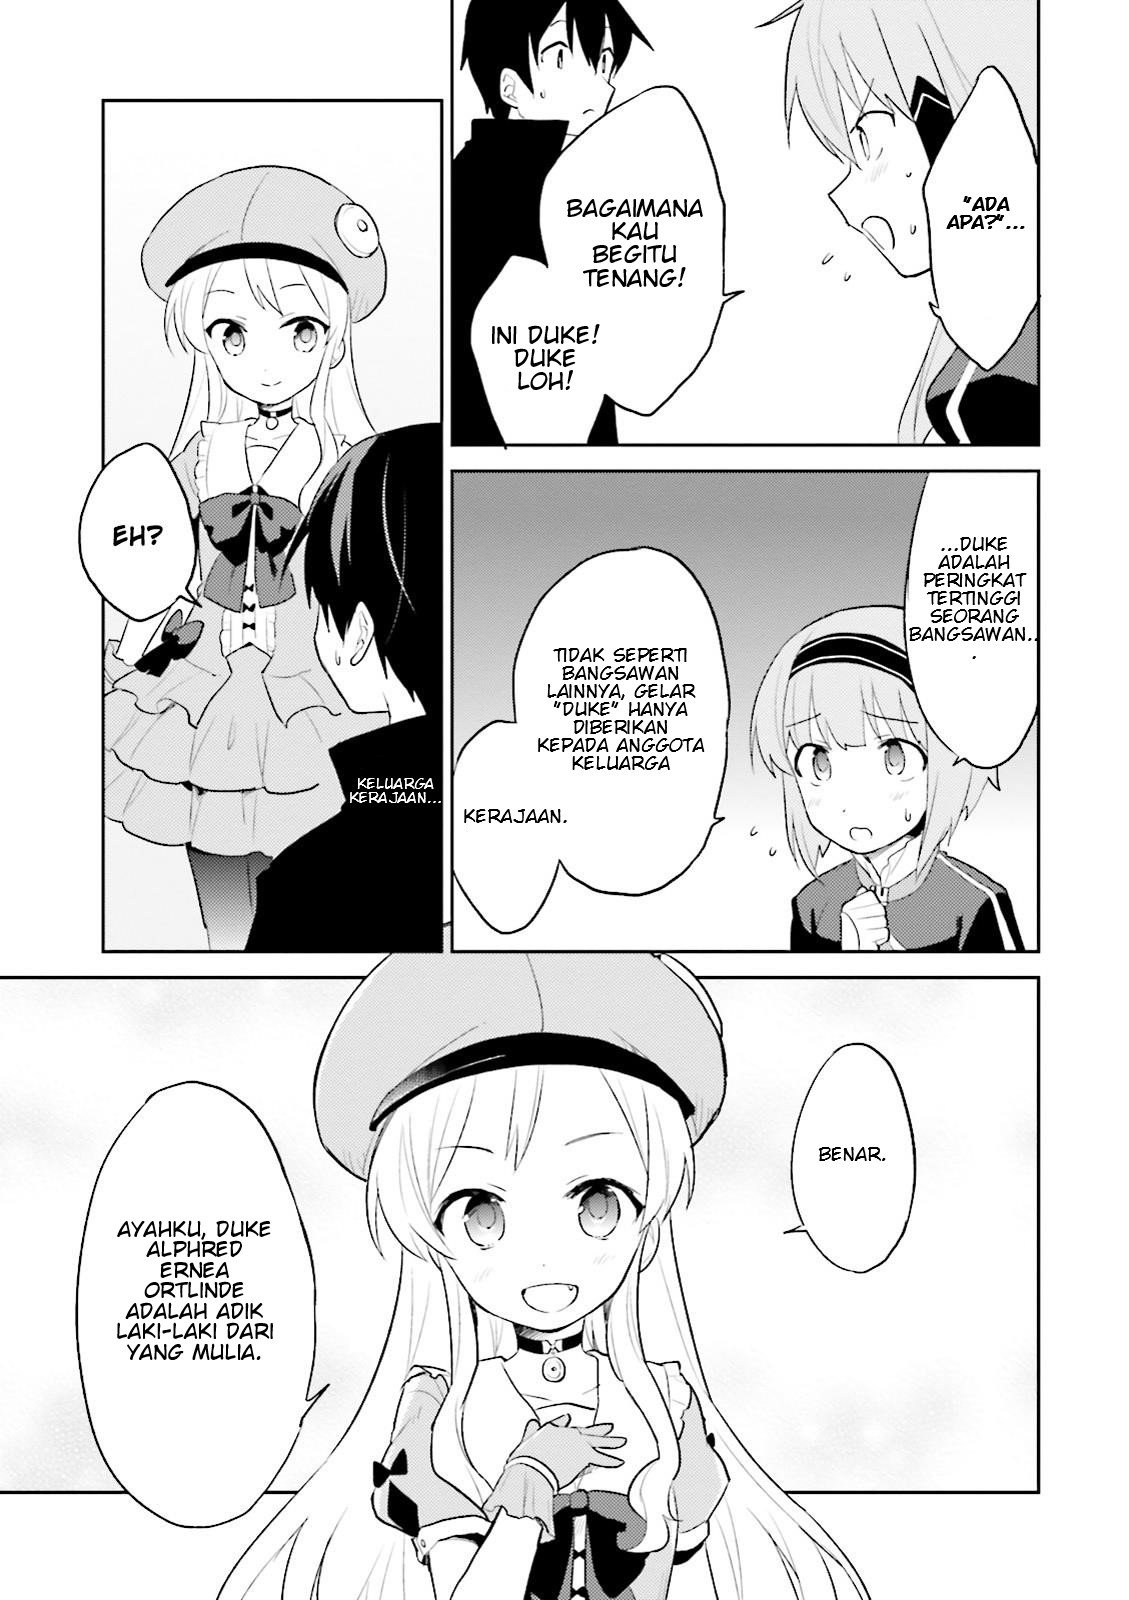 "ADA
APA?"...
BAGAIMANA
KAU
BEGITU
TENANG!
INI DUKE!
DUKE
LOH!
...DUKE
ADALAH
PERINGKAT
TERTINGGI
SEORANG
BANGSAWAN..
.
TIDAK SEPERTI
BANGSAWAN
LAINNYA, GELAR
"DUKE" HANYA
DIBERIKAN
KEPADA ANGGOTA
KELUARGA
KERAJAAN.
EH?
KELUARGA
KERAJAAN...
BENAR.
AYAHKU, DUKE
ALPHRED
ERNEA
ORTLINDE
ADALAH ADIK
LAKI-LAKI DARI
YANG MULIA.